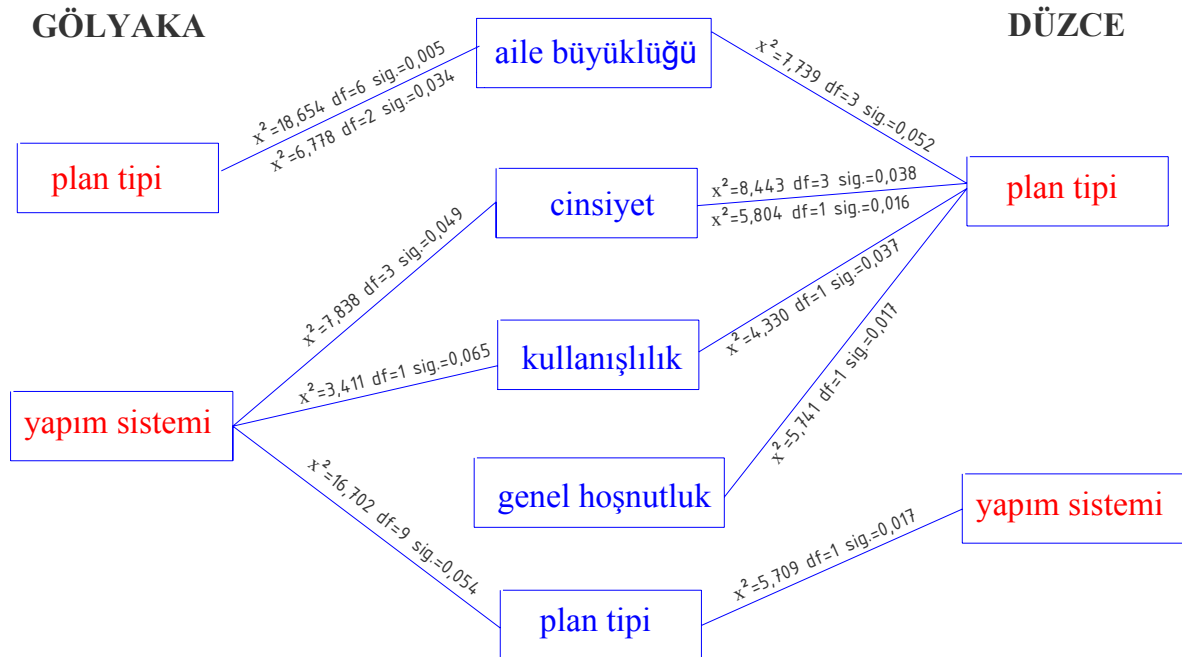 GÖLYAKA
DÜZCE
aile büyüklüğü
x²=18,654 df=6 sig.=0,005
x²=6,778 df=2 sig.=0,034
x²=7,739 df=3 sig.=0,052
plan tipi
cinsiyet
x²=8,443 df=3 sig.=0,038
x²=5,804 df=1 sig.=0,016
plan tipi
x²=7,838 df=3 sig.=0,049
x²=4,330 df=1 sig.=0,037
kullanışlılık
x²=3,411 df=1 sig.=0,065
x²=5,741 df=1 sig.=0,017
yapım sistemi
genel hoşnutluk
yapım sistemi
x²=16,702 df=9 sig.=0,054
x²=5,709 df=1 sig.=0,017
plan tipi